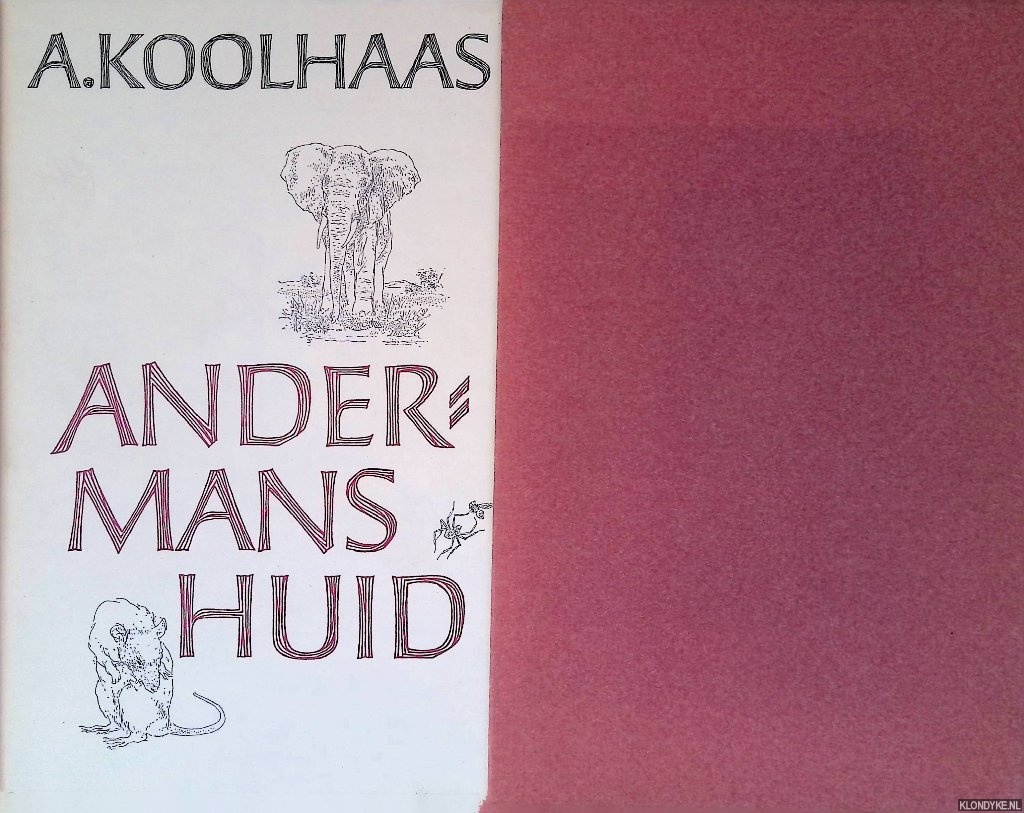 A.KOOLHAAS
ANDER-
MANS
HUID
KLONDYKE.NL